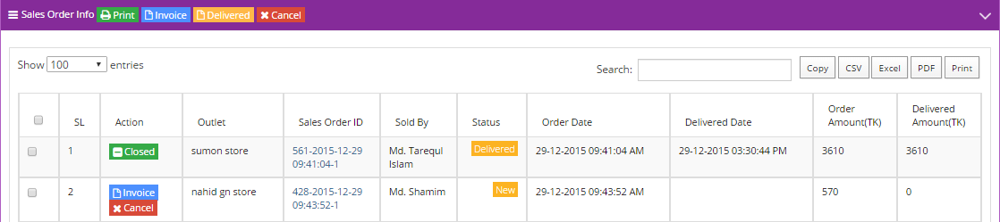 Sales Order Info Print Invoice Delivered Cancel
Show 100 entries Search: Copy CSV Excel PDF Print
SL Action Outlet Sales Order ID Sold By Status Order Date Delivered Date Order Amount(TK) Delivered Amount(TK)
1 Closed sumon store 561-2015-12-29 09:41:04-1 Md. Tarequl Islam Delivered 29-12-2015 09:41:04 AM 29-12-2015 03:30:44 PM 3610 3610
2 Invoice Cancel nahid gn store 428-2015-12-29 09:43:52-1 Md. Shamim New 29-12-2015 09:43:52 AM 570 0